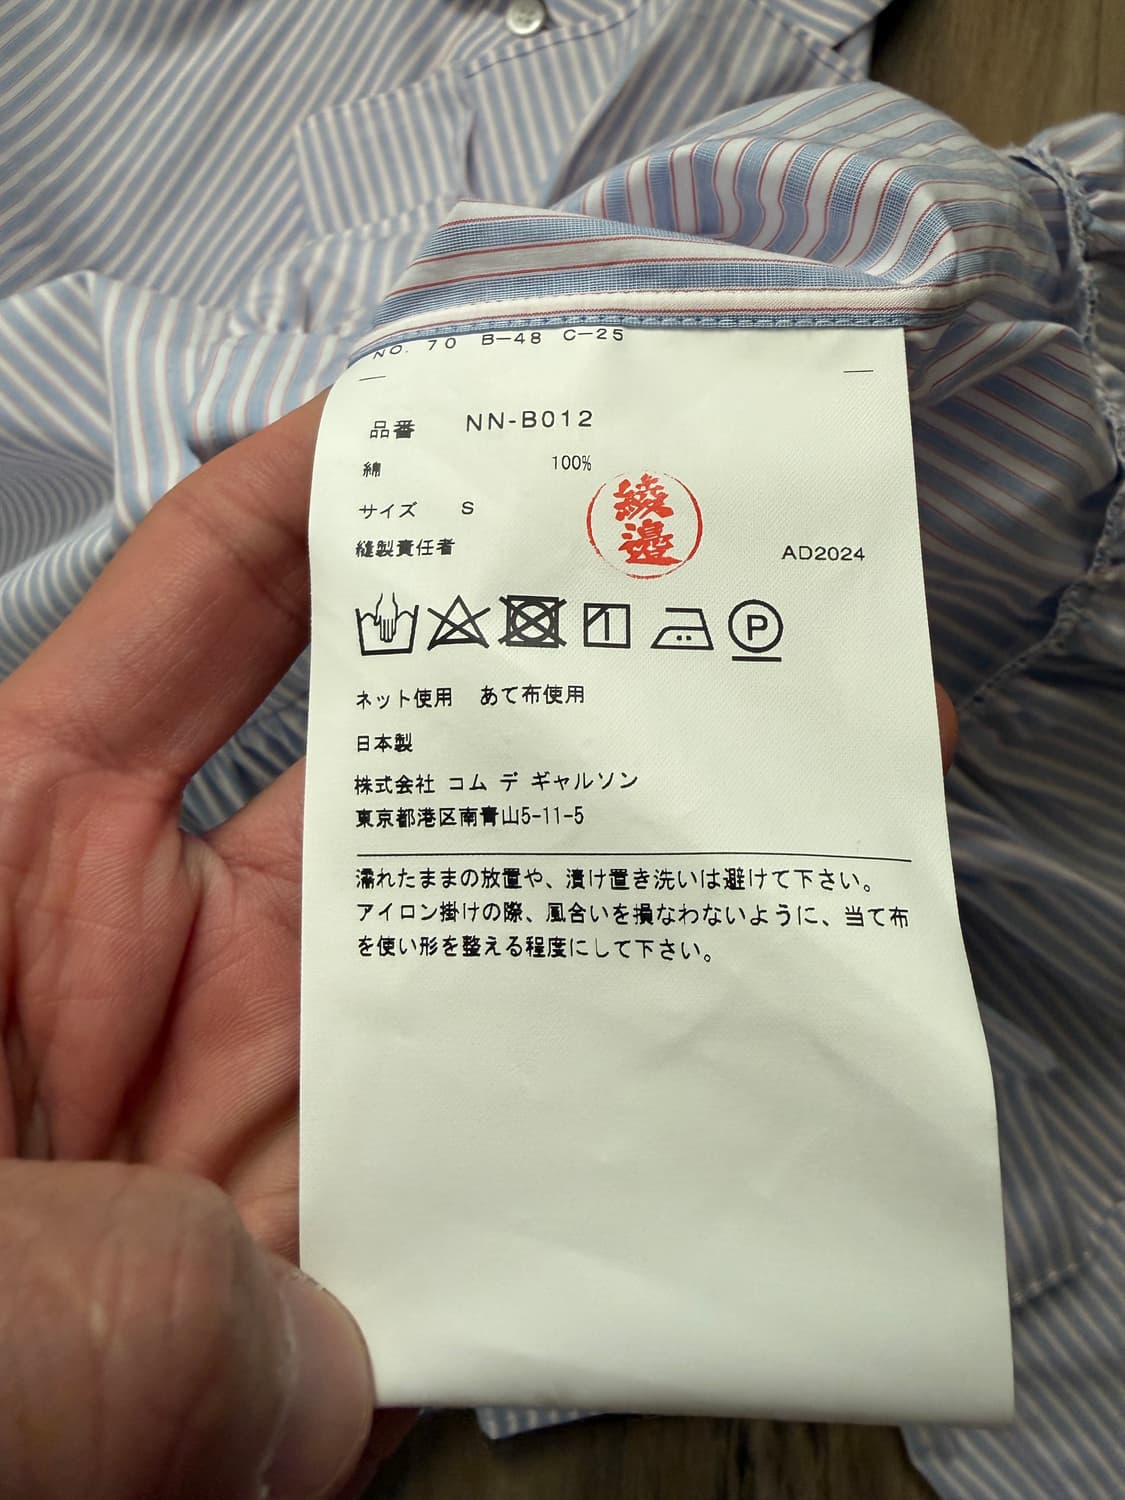 NO. 70 B-48 C-25
品番 NN-B012
綿 100%
サイズ S
縫製責任者
綾邉
AD2024
P
ネット使用 あて布使用
日本製
株式会社 コム デ ギャルソン
東京都港区南青山5-11-5
濡れたままの放置や、漬け置き洗いは避けて下さい。
アイロン掛けの際、風合いを損なわないように、当て布
を使い形を整える程度にして下さい。